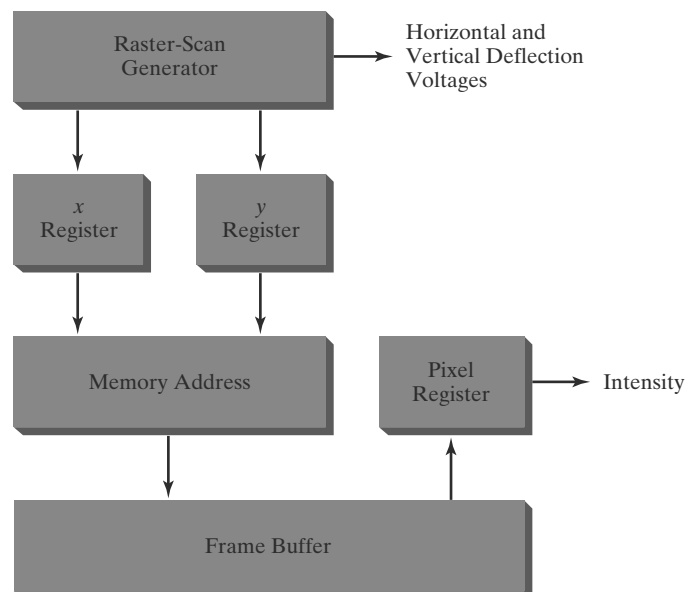 Raster-Scan
Generator
Horizontal and
Vertical Deflection
Voltages
x
Register
y
Register
Memory Address
Pixel
Register
Intensity
Frame Buffer